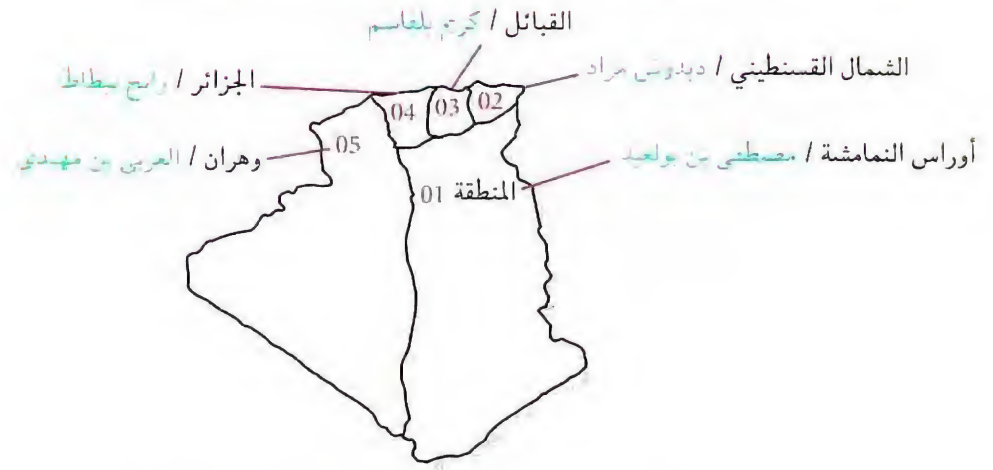 القبائل / كريم بلقاسم
الشمال القسنطيني / ديدوش مراد
الجزائر / رابح بيطاط
02
03
04
05
وهران / العربي بن مهيدي
أوراس النمامشة / مصطفى بن بولعيد
المنطقة 01